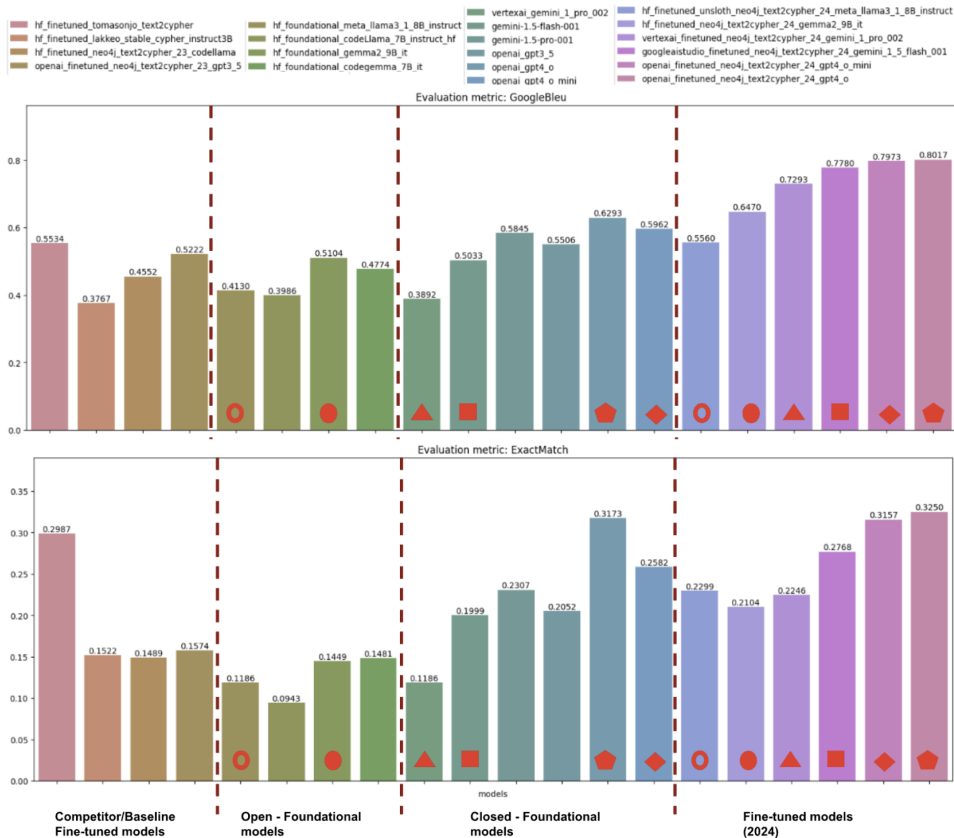 hf_finetuned_tomasonjo_text2cypher
hf_finetuned_lakkeo_stable_cypher_instruct3B
hf_finetuned_neo4j_text2cypher_23_codellama
openai_finetuned_neo4j_text2cypher_23_gpt3_5
hf_foundational_meta_llama3_1_8B_instruct
hf_foundational_codeLlama_7B_instruct_hf
hf_foundational_gemma2_9B_it
hf_foundational_codegemma_7B_it
vertexai_gemini_1_pro_002
gemini-1.5-flash-001
gemini-1.5-pro-001
openai_gpt3_5
openai_gpt4_o
openai_gpt4_o_mini
hf_finetuned_unsloth_neo4j_text2cypher_24_meta_llama3_1_8B_instruct
hf_finetuned_neo4j_text2cypher_24_gemma2_9B_it
vertexai_finetuned_neo4j_text2cypher_24_gemini_1_pro_002
googleaistudio_finetuned_neo4j_text2cypher_24_gemini_1_5_flash_001
openai_finetuned_neo4j_text2cypher_24_gpt4_o_mini
openai_finetuned_neo4j_text2cypher_24_gpt4_o
Evaluation metric: GoogleBleu
0.8
0.6
0.4
0.2
0.0
0.5534
0.3767
0.4552
0.5222
0.4130
0.3986
0.5104
0.4774
0.3892
0.5033
0.5845
0.5506
0.6293
0.5962
0.5560
0.6470
0.7293
0.7780
0.7973
0.8017
Evaluation metric: ExactMatch
0.35
0.30
0.25
0.20
0.15
0.10
0.05
0.00
0.2987
0.1522
0.1489
0.1574
0.1186
0.0943
0.1449
0.1481
0.1186
0.1999
0.2307
0.2052
0.3173
0.2582
0.2299
0.2104
0.2246
0.2768
0.3157
0.3250
models
Competitor/Baseline
Fine-tuned models
Open - Foundational
models
Closed - Foundational
models
Fine-tuned models
(2024)